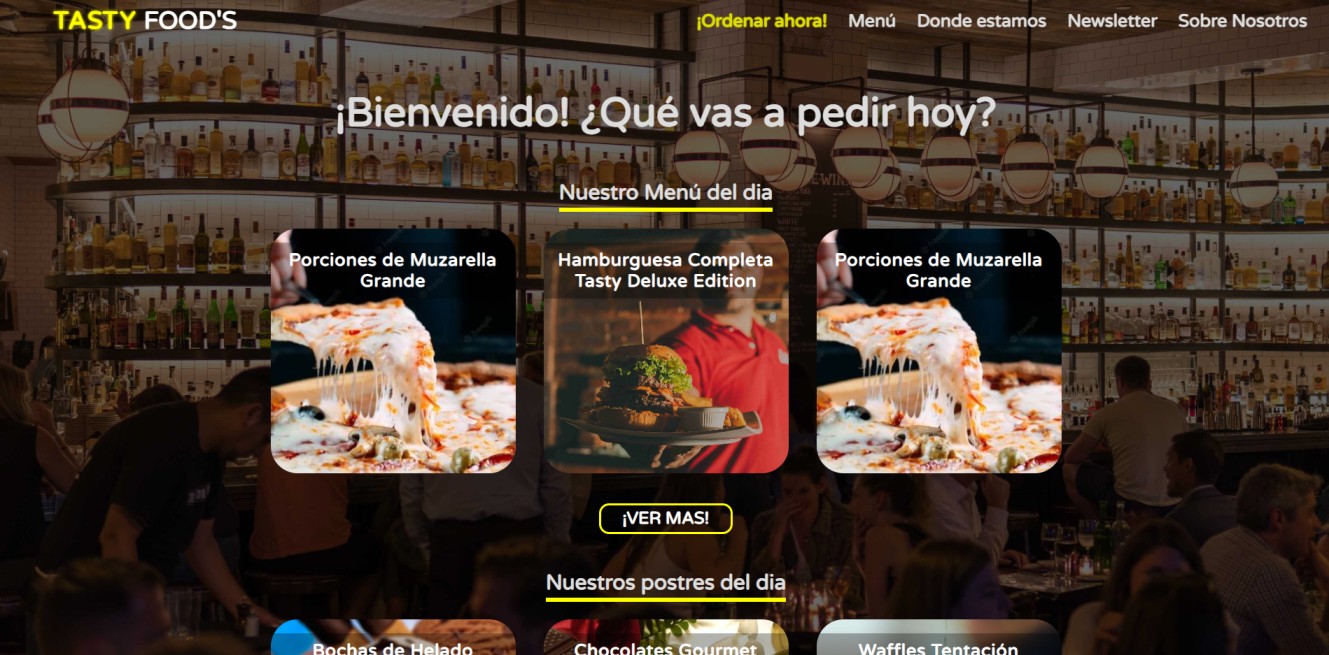 TASTY FOOD'S
¡Ordenar ahora! Menú Donde estamos Newsletter Sobre Nosotros
¡Bienvenido! ¿Qué vas a pedir hoy?
Nuestro Menú del dia
Porciones de Muzarella
Grande
Hamburguesa Completa
Tasty Deluxe Edition
Porciones de Muzarella
Grande
¡VER MAS!
Nuestros postres del dia
Bochas de Helado
Chocolates Gourmet
Waffles Tentación